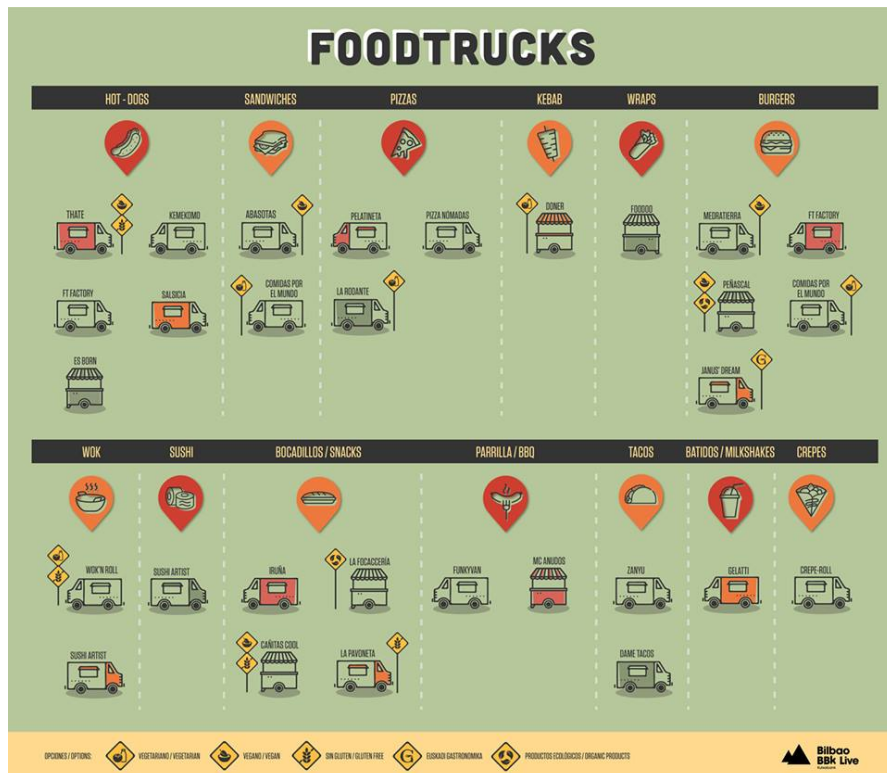 FOODTRUCKS
HOT - DOGS
SANDWICHES
PIZZAS
KEBAB
WRAPS
BURGERS
THATE
KEMEKOMO
ABASOTAS
PELATINETA
PIZZA NÓMADAS
DONER
FOODOO
MEDRATIERRA
FT FACTORY
FT FACTORY
SALSICIA
COMIDAS POR
EL MUNDO
LA RODANTE
PEÑASCAL
COMIDAS POR
EL MUNDO
ES BORN
JANUS' DREAM
G
WOK
SUSHI
BOCADILLOS / SNACKS
PARRILLA / BBQ
TACOS
BATIDOS / MILKSHAKES
CREPES
WOK'N ROLL
SUSHI ARTIST
IRUÑA
LA FOCACCERÍA
FUNKYVAN
MC ANUDOS
ZANYU
GELATTI
CREPE-ROLL
SUSHI ARTIST
CAÑITAS COOL
LA PAVONETA
DAME TACOS
OPCIONES / OPTIONS:
VEGETARIANO / VEGETARIAN
VEGANO / VEGAN
SIN GLUTEN / GLUTEN FREE
G
EUSKADI GASTRONOMIKA
PRODUCTOS ECOLÓGICOS / ORGANIC PRODUCTS
Bilbao
BBK Live